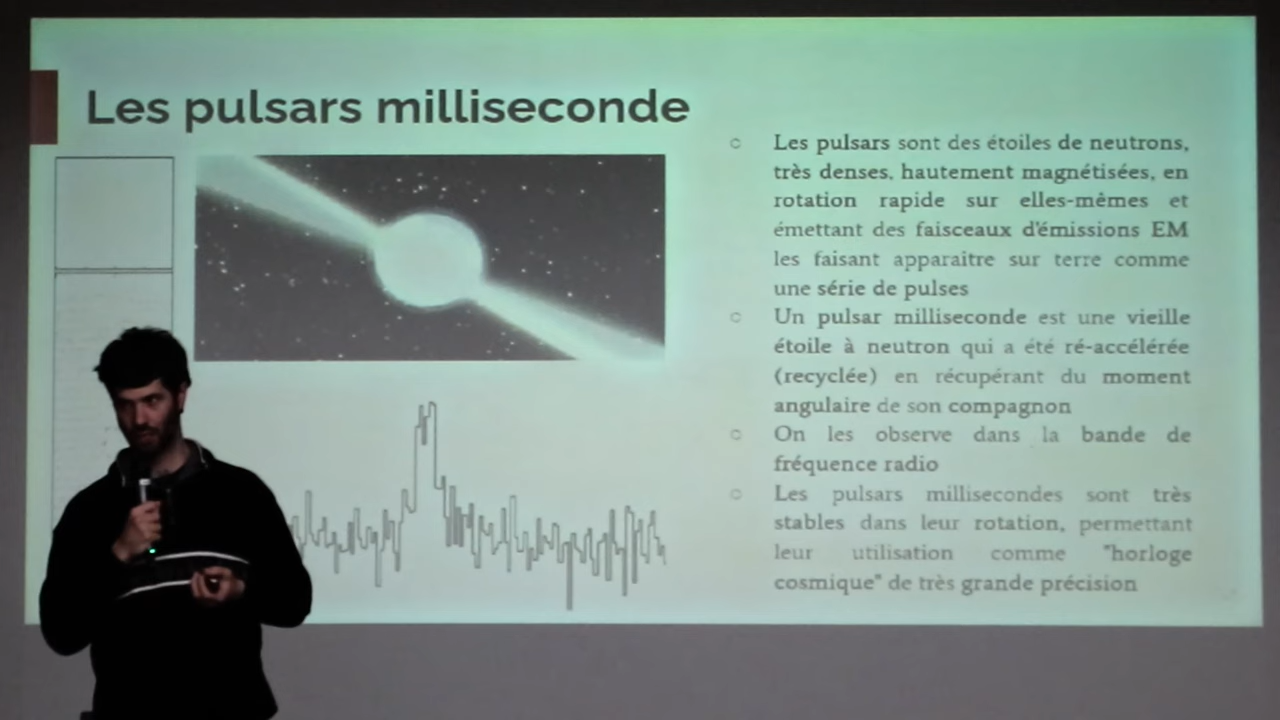 Les pulsars milliseconde
○ Les pulsars sont des étoiles de neutrons,
très denses, hautement magnétisées, en
rotation rapide sur elles-mêmes et
émettant des faisceaux d'émissions EM
les faisant apparaitre sur terre comme
une série de pulses
○ Un pulsar milliseconde est une vieille
étoile à neutron qui a été ré-accélérée
(recyclée) en récupérant du moment
angulaire de son compagnon
○ On les observe dans la bande de
fréquence radio
○ Les pulsars millisecondes sont très
stables dans leur rotation, permettant
leur utilisation comme "horloge
cosmique" de très grande précision